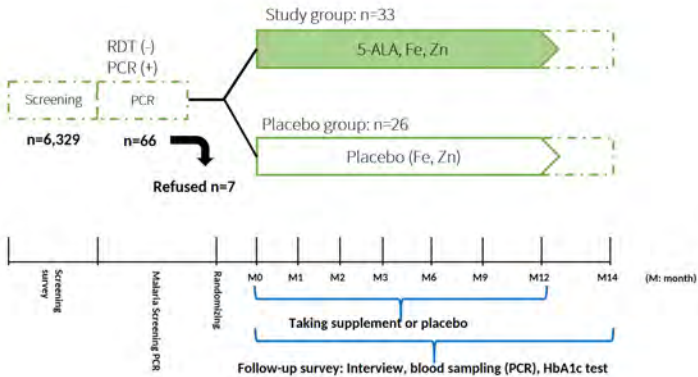 Study group: n=33
RDT (-)
PCR (+)
5-ALA, Fe, Zn
Screening
PCR
Placebo group: n=26
n=6,329
n=66
Placebo (Fe, Zn)
Refused n=7
Screening
survey
Malaria Screening PCR
Randomizing
M0 M1 M2 M3 M6 M9 M12 M14 (M: month)
Taking supplement or placebo
Follow-up survey: Interview, blood sampling (PCR), HbA1c test